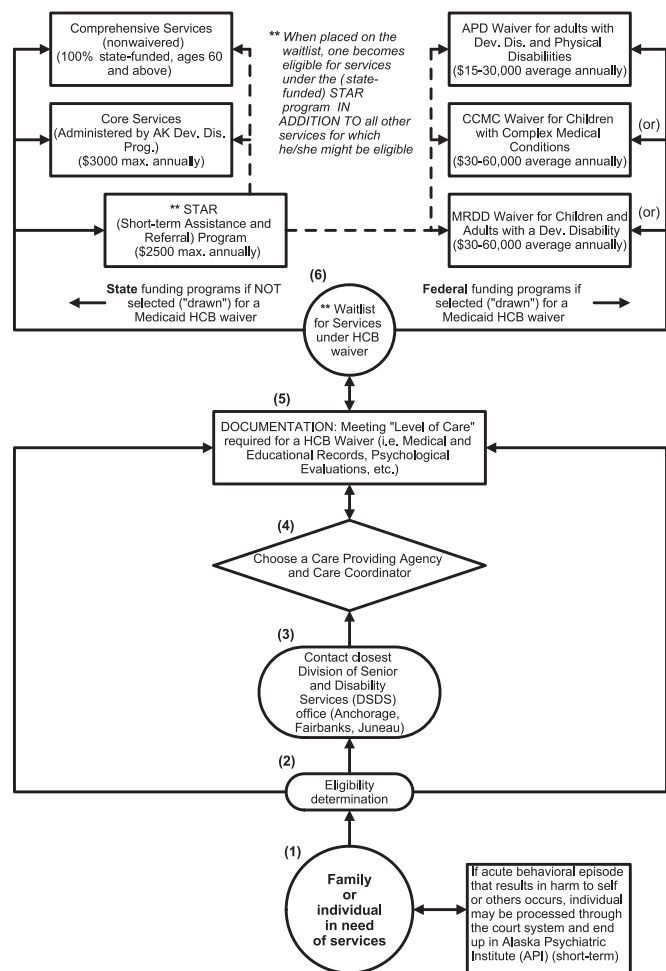 Comprehensive Services
(nonwaivered)
(100% state-funded, ages 60
and above)
** When placed on the
waitlist, one becomes
eligible for services
under the (state-
funded) STAR
program IN
ADDITION TO all other
services for which
he/she might be eligible
APD Waiver for adults with
Dev. Dis. and Physical
Disabiliities
($15-30,000 average annually)
Core Services
(Administered by AK Dev. Dis.
Prog.)
($3000 max. annually)
CCMC Waiver for Children
with Complex Medical
Conditions
($30-60,000 average annually)
(or)
** STAR
(Short-term Assistance and
Referral) Program
($2500 max. annually)
MRDD Waiver for Children and
Adults with a Dev. Disability
($30-60,000 average annually)
(or)
State funding programs if NOT
selected ("drawn") for a
Medicaid HCB waiver
(6)
** Waitlist
for Services
under HCB
waiver
Federal funding programs if
selected ("drawn") for a
Medicaid HCB waiver
(5)
DOCUMENTATION: Meeting "Level of Care"
required for a HCB Waiver (i.e. Medical and
Educational Records, Psychological
Evaluations, etc.)
(4)
Choose a Care Providing Agency
and Care Coordinator
(3)
Contact closest
Division of Senior
and Disability
Services (DSDS)
office (Anchorage,
Fairbanks, Juneau)
(2)
Eligibility
determination
(1)
Family
or
individual
in need
of services
If acute behavioral episode
that results in harm to self
or others occurs, individual
may be processed through
the court system and end
up in Alaska Psychiatric
Institute (API) (short-term)